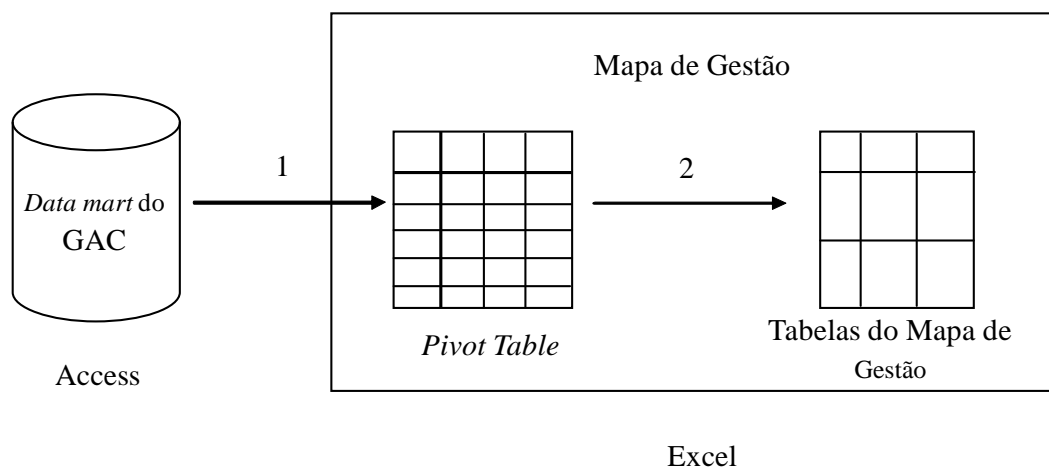 Mapa de Gestão
1
2
Data mart do
GAC
Pivot Table
Tabelas do Mapa de
Gestão
Access
Excel